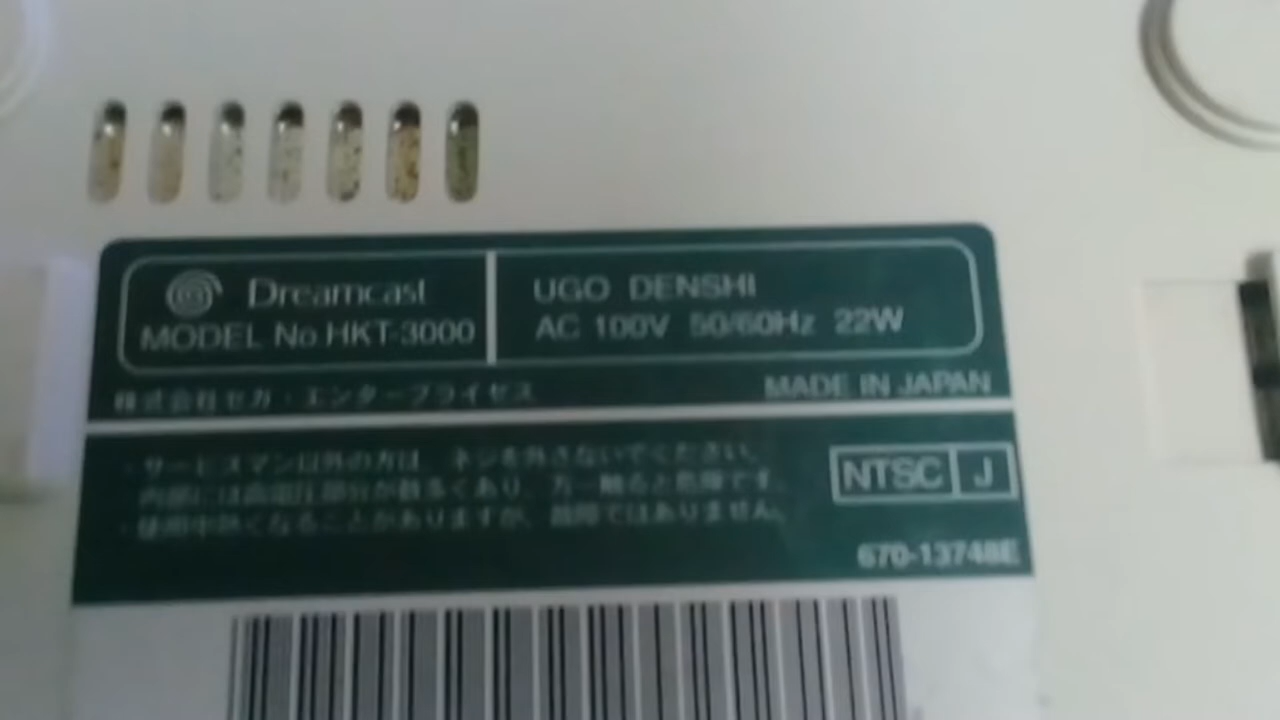 Dreamcast
MODEL No HKT-3000
UGO DENSHI
AC 100V 50/60Hz 22W
株式会社セガ・エンタープライゼス
MADE IN JAPAN
・サービスマン以外の方は、ネジを外さないでください。
内部には高電圧部分が数多くあり、万一触ると危険です。
・使用中熱くなることがありますが、故障ではありません。
NTSC J
670-13748E